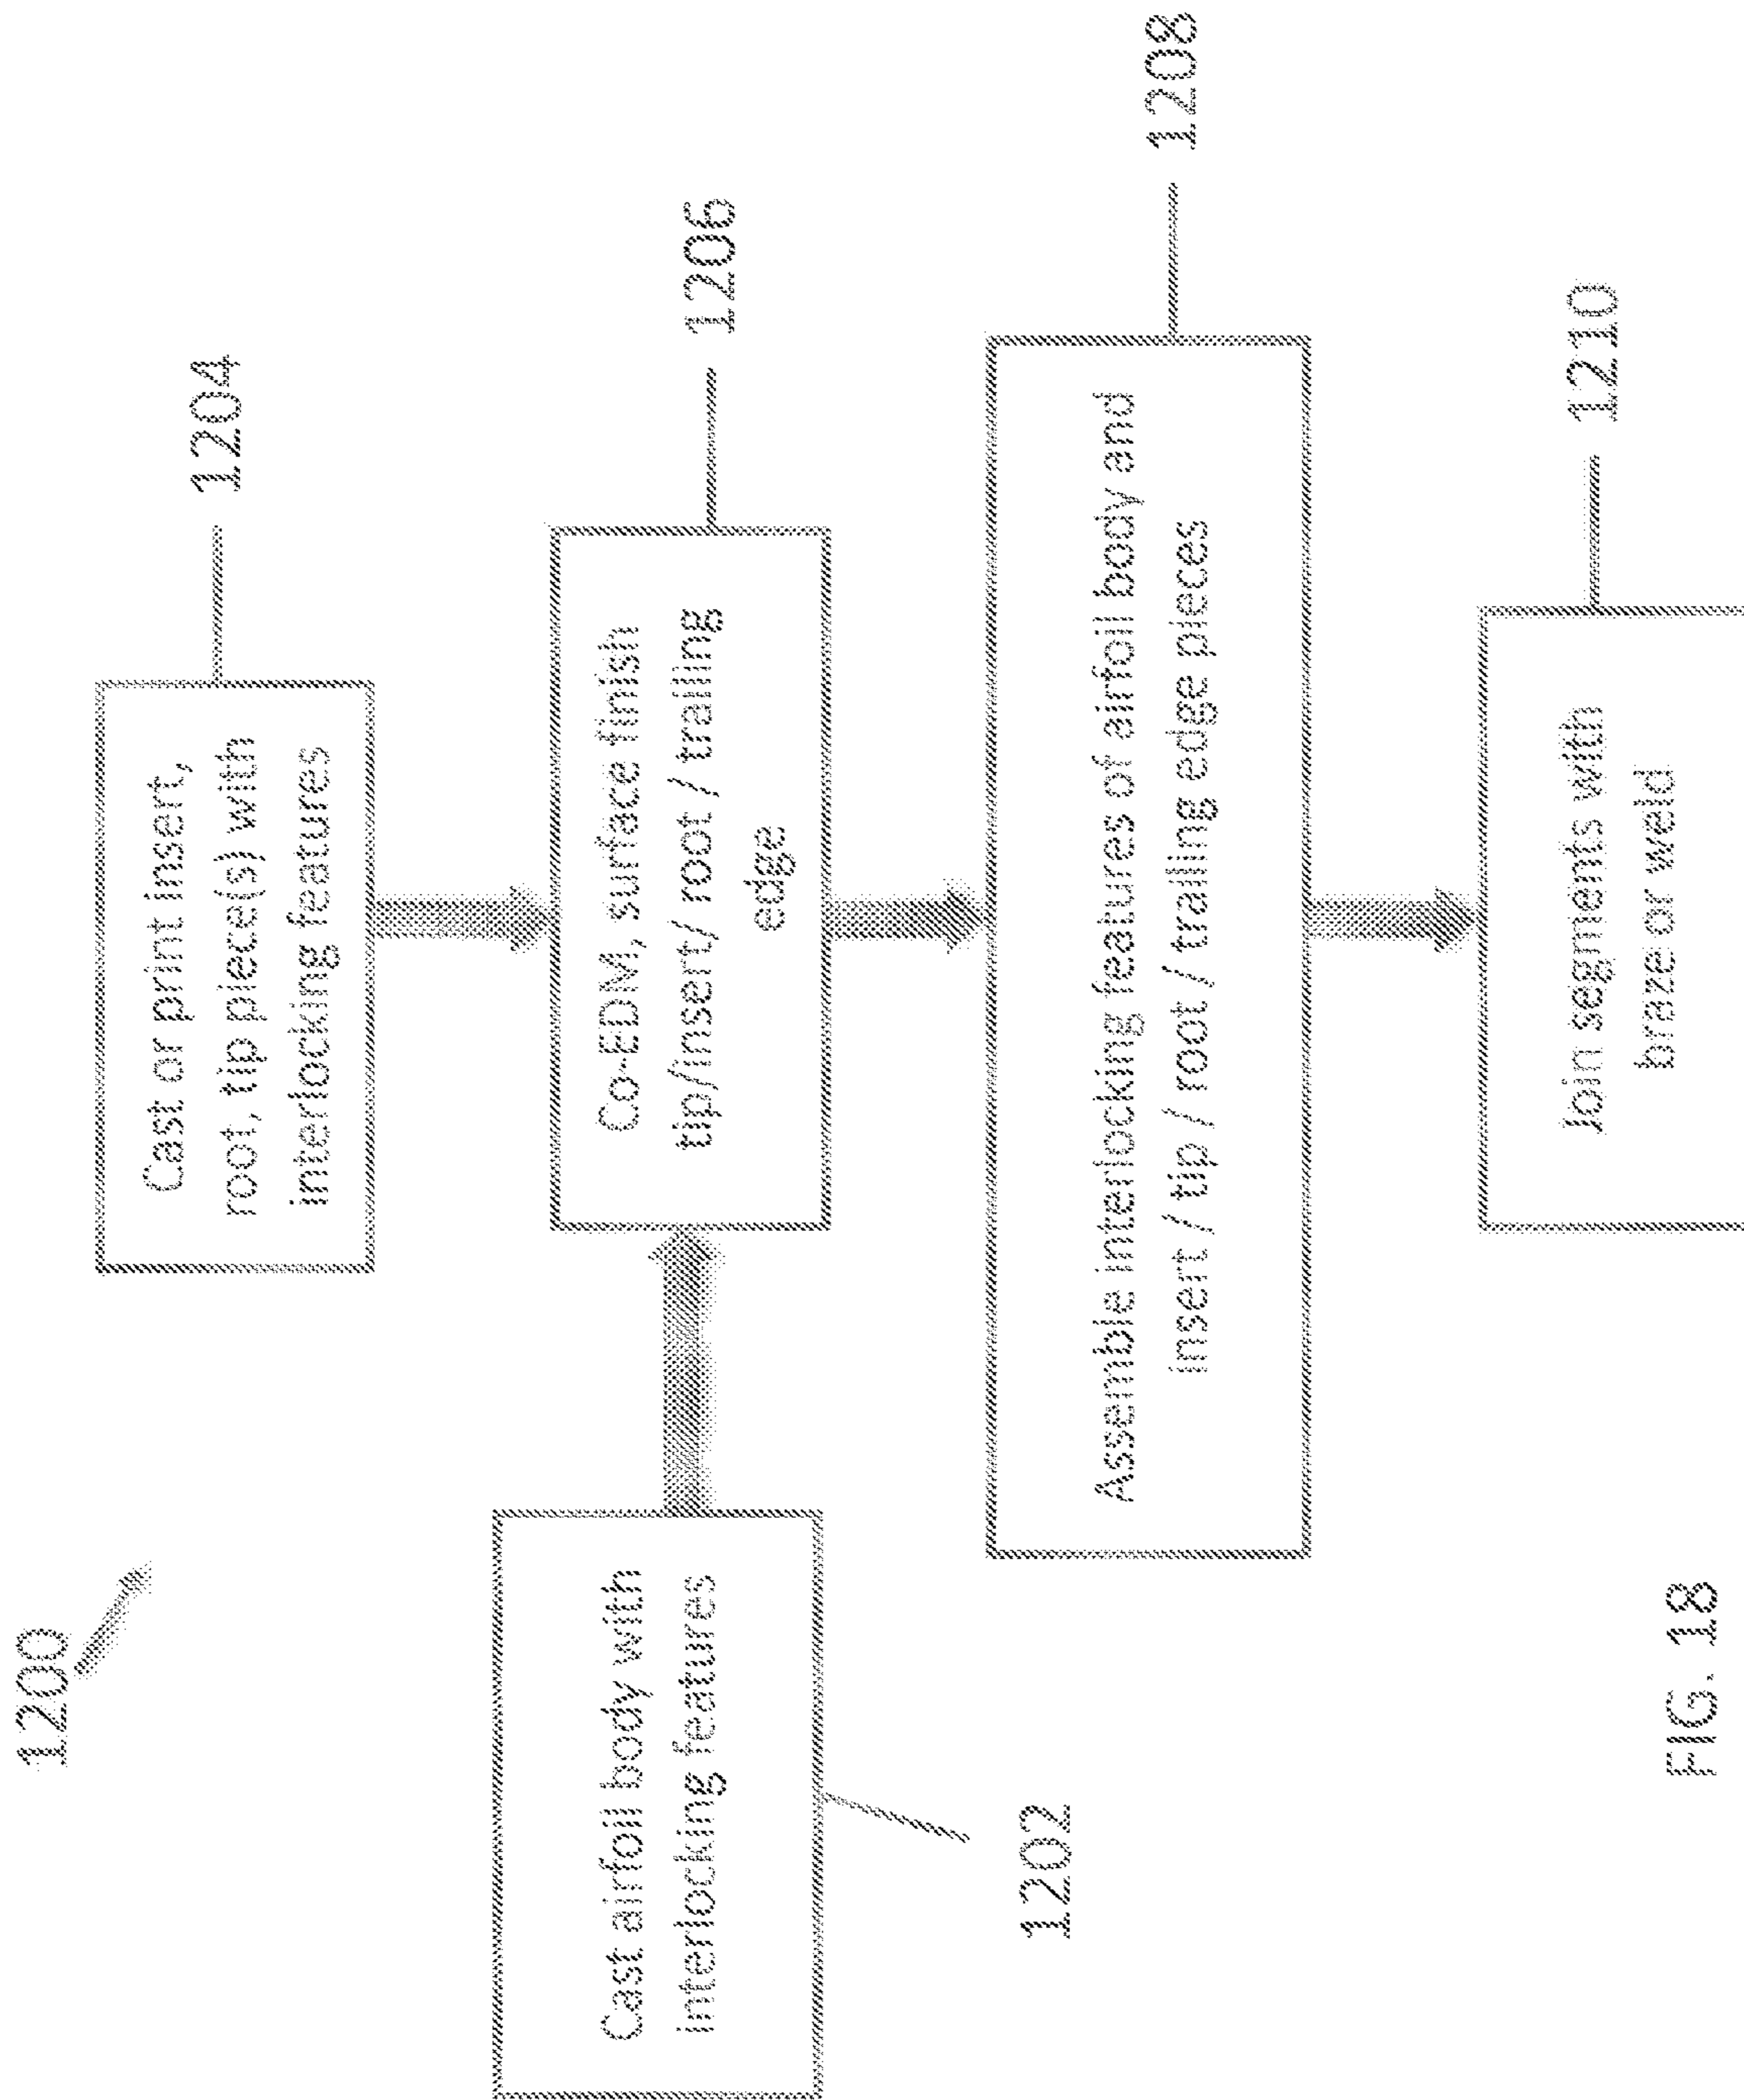 1200
Cast or print insert,
root, tip piece(s) with
interlocking features
1204
Cast airfoil body with
interlocking features
1202
Co-EDM, surface finish
tip/insert/ root / trailing
edge
1206
Assemble interlocking features of airfoil body and
insert / tip / root / trailing edge pieces
1208
Join segments with
braze or weld
1210
FIG. 18